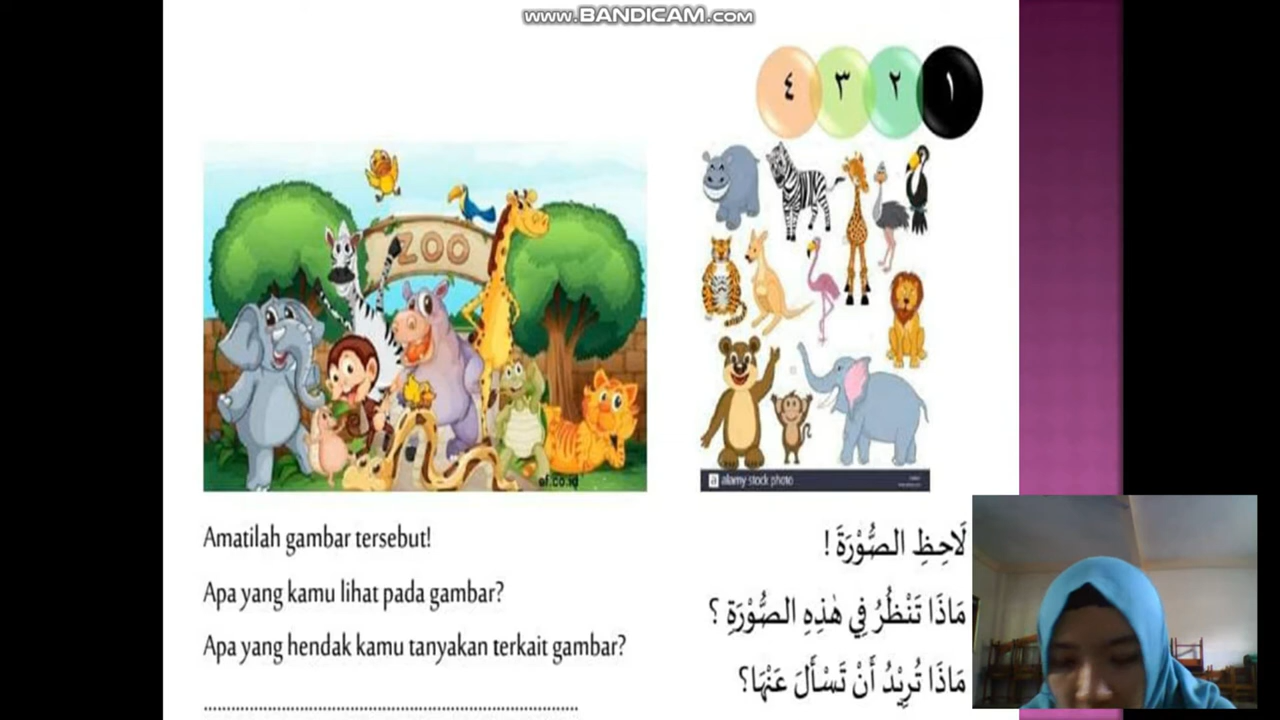 www.BANDICAM.com
٤ ٣ ٢ ١
ZOO
ef.co.id
a alamy stock photo
Amatilah gambar tersebut!
Apa yang kamu lihat pada gambar?
Apa yang hendak kamu tanyakan terkait gambar?
لَاحِظِ الصُّوْرَةَ !
مَاذَا تَنْظُرُ فِي هٰذِهِ الصُّوْرَةِ ؟
مَاذَا تُرِيْدُ أَنْ تَسْأَلَ عَنْهَا؟